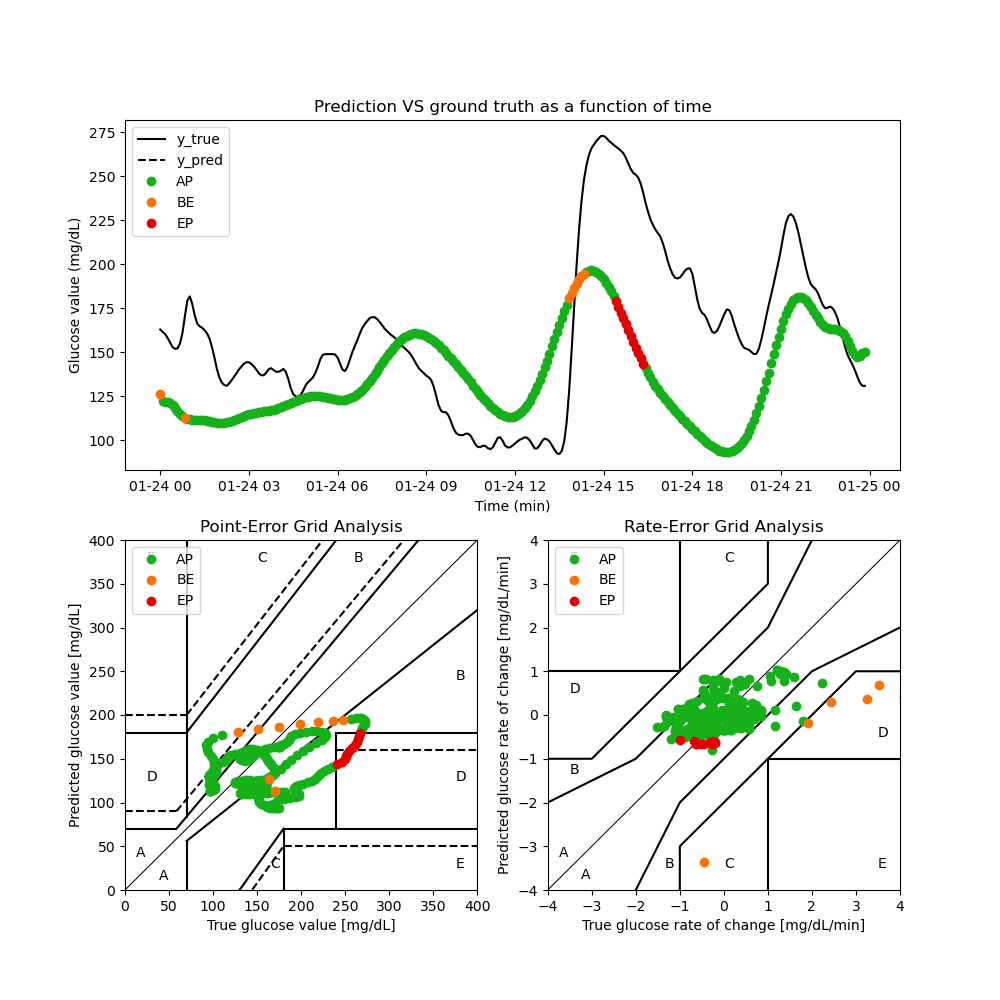 Prediction VS ground truth as a function of time
Glucose value (mg/dL)
275
250
225
200
175
150
125
100
y_true
y_pred
AP
BE
EP
01-24 00
01-24 03
01-24 06
01-24 09
01-24 12
01-24 15
01-24 18
01-24 21
01-25 00
Time (min)
Point-Error Grid Analysis
Predicted glucose value [mg/dL]
400
350
300
250
200
150
100
50
0
AP
BE
EP
C
B
B
D
D
A
A
C
E
0
50
100
150
200
250
300
350
400
True glucose value [mg/dL]
Rate-Error Grid Analysis
Predicted glucose rate of change [mg/dL/min]
4
3
2
1
0
−1
−2
−3
−4
AP
BE
EP
C
D
D
B
A
A
B
C
E
−4
−3
−2
−1
0
1
2
3
4
True glucose rate of change [mg/dL/min]